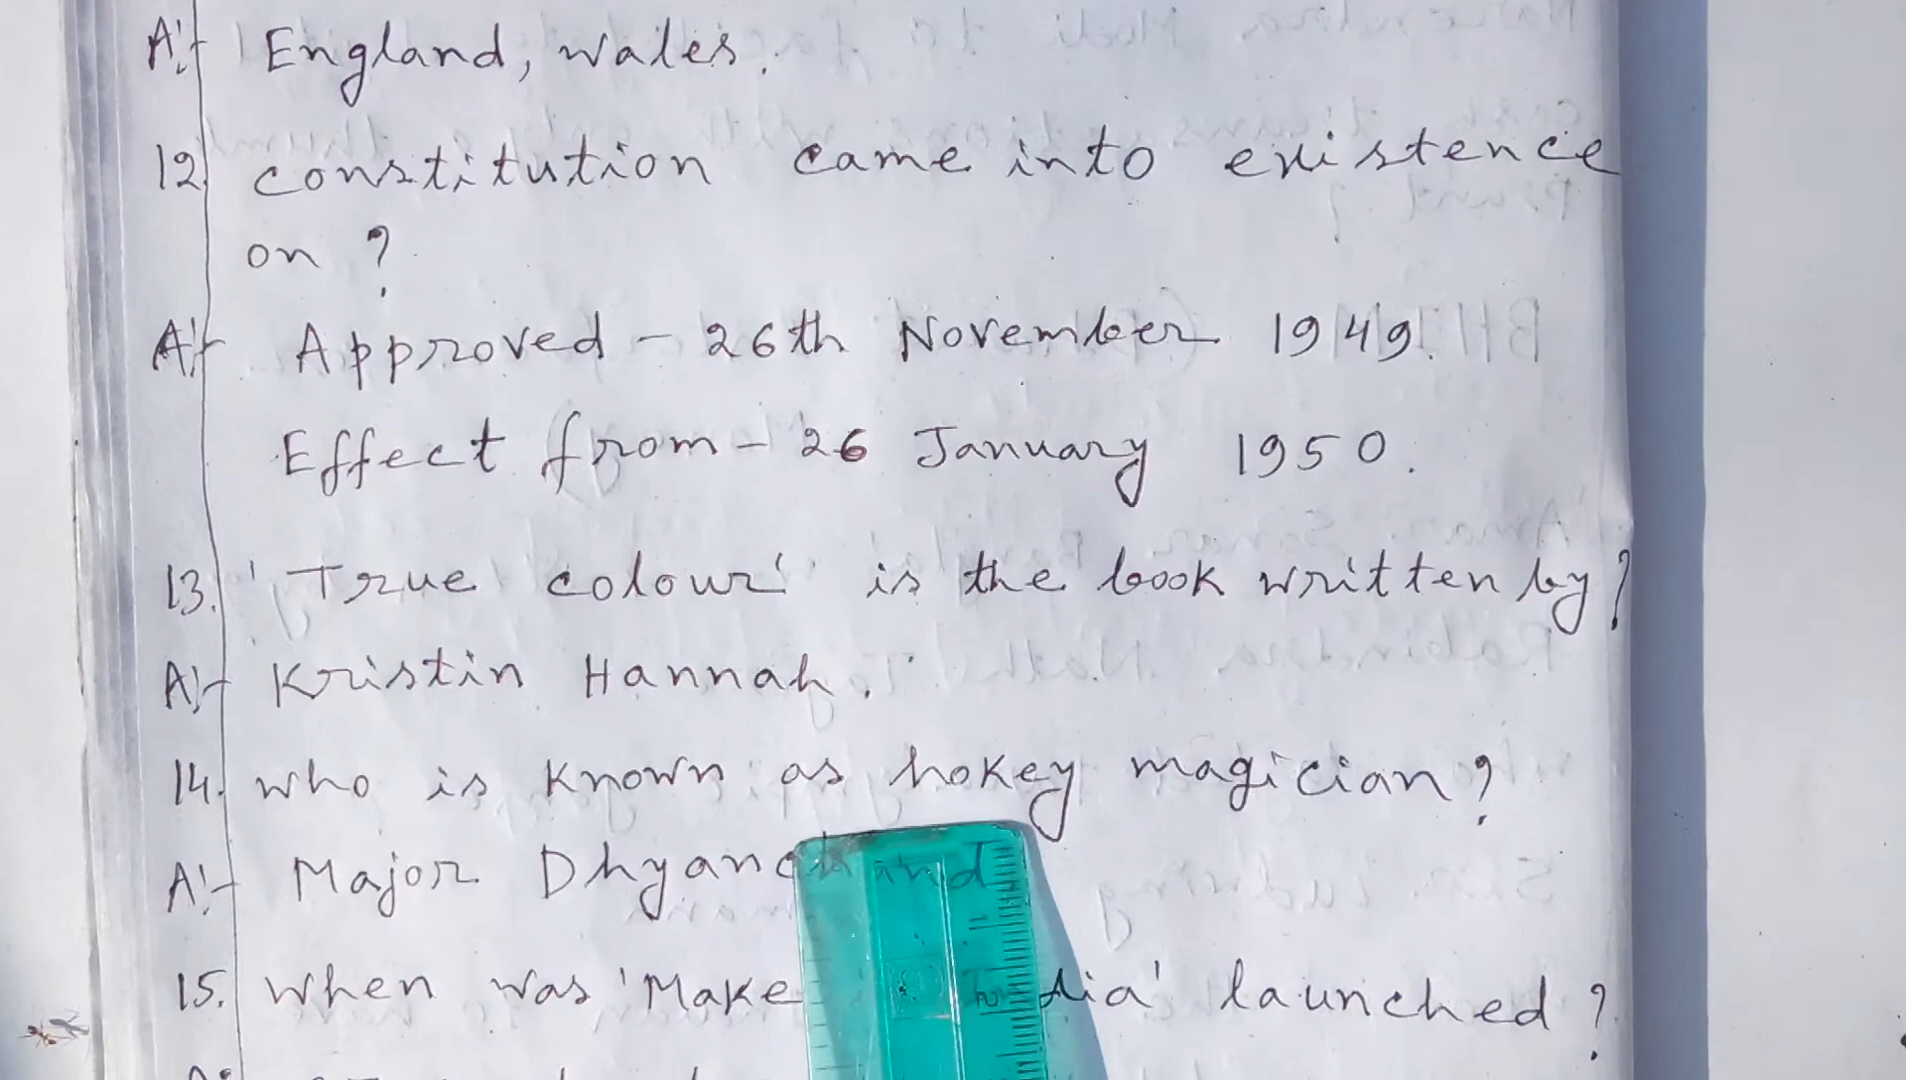 A:- England, wales.
12. constitution came into existence
on ?
A:- Approved - 26th November 1949.
Effect from - 26 January 1950.
13. 'True colour' is the book written by?
A:- Kristin Hannah.
14. who is known as hokey magician?
A:- Major Dhyanchand
15. when was 'Make dia' launched ?